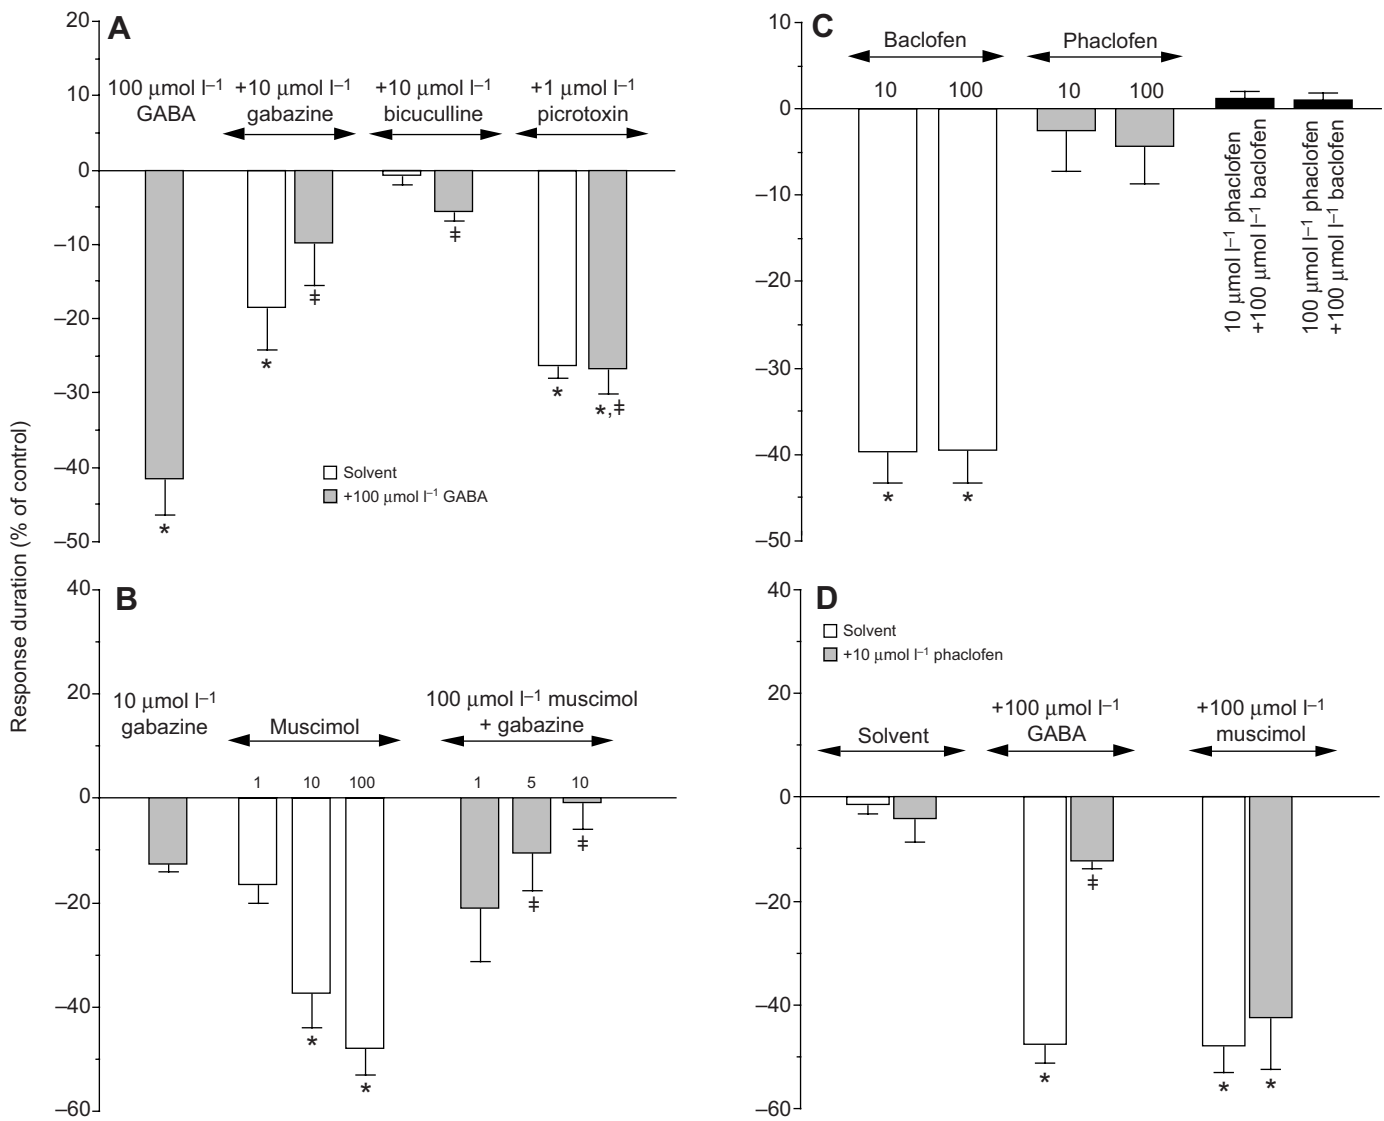 Response duration (% of control)
A
20
10
0
–10
–20
–30
–40
–50
100 μmol l–1
GABA
+10 μmol l–1
gabazine
+10 μmol l–1
bicuculline
+1 μmol l–1
picrotoxin
*
*
‡
‡
*
*,‡
Solvent
+100 μmol l–1 GABA
C
10
0
–10
–20
–30
–40
–50
Baclofen
Phaclofen
10
100
10
100
10 μmol l–1 phaclofen
+100 μmol l–1 baclofen
100 μmol l–1 phaclofen
+100 μmol l–1 baclofen
*
*
B
40
20
0
–20
–40
–60
10 μmol l–1
gabazine
Muscimol
100 μmol l–1 muscimol
+ gabazine
1
10
100
1
5
10
*
*
‡
‡
D
40
20
0
–20
–40
–60
Solvent
+10 μmol l–1 phaclofen
Solvent
+100 μmol l–1
GABA
+100 μmol l–1
muscimol
*
‡
*
*